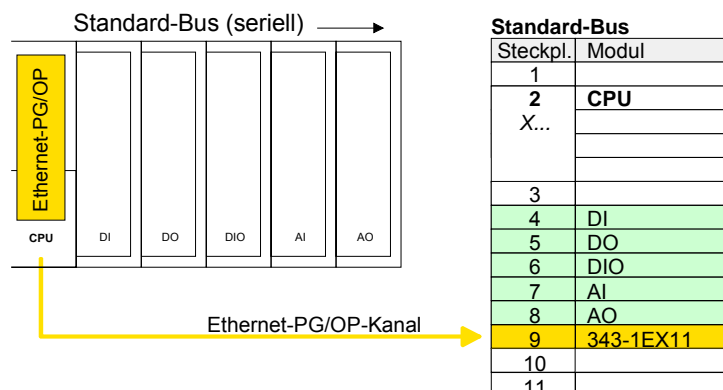 Standard-Bus (seriell)
Ethernet-PG/OP
CPU DI DO DIO AI AO
Ethernet-PG/OP-Kanal
Standard-Bus
Steckpl. Modul
1
2 CPU
X...
3
4 DI
5 DO
6 DIO
7 AI
8 AO
9 343-1EX11
10
11